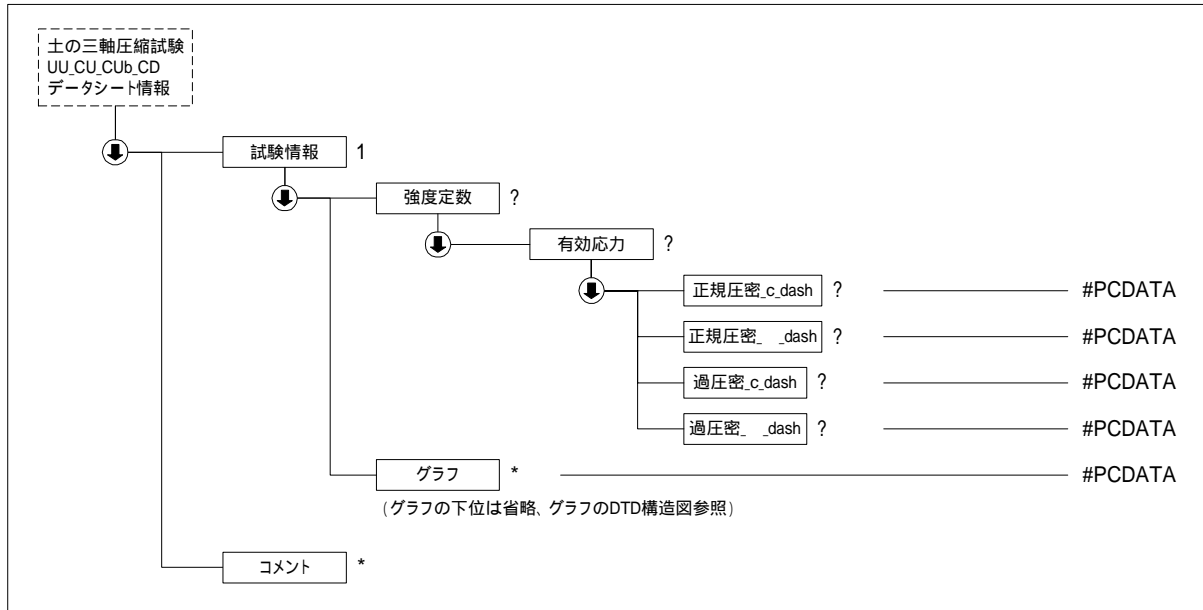 土の三軸圧縮試験
UU_CU_CUb_CD
データシート情報
試験情報 1
強度定数 ?
有効応力 ?
正規圧密_c_dash ? #PCDATA
正規圧密_ _dash ? #PCDATA
過圧密_c_dash ? #PCDATA
過圧密_ _dash ? #PCDATA
グラフ * #PCDATA
(グラフの下位は省略、グラフのDTD構造図参照)
コメント *